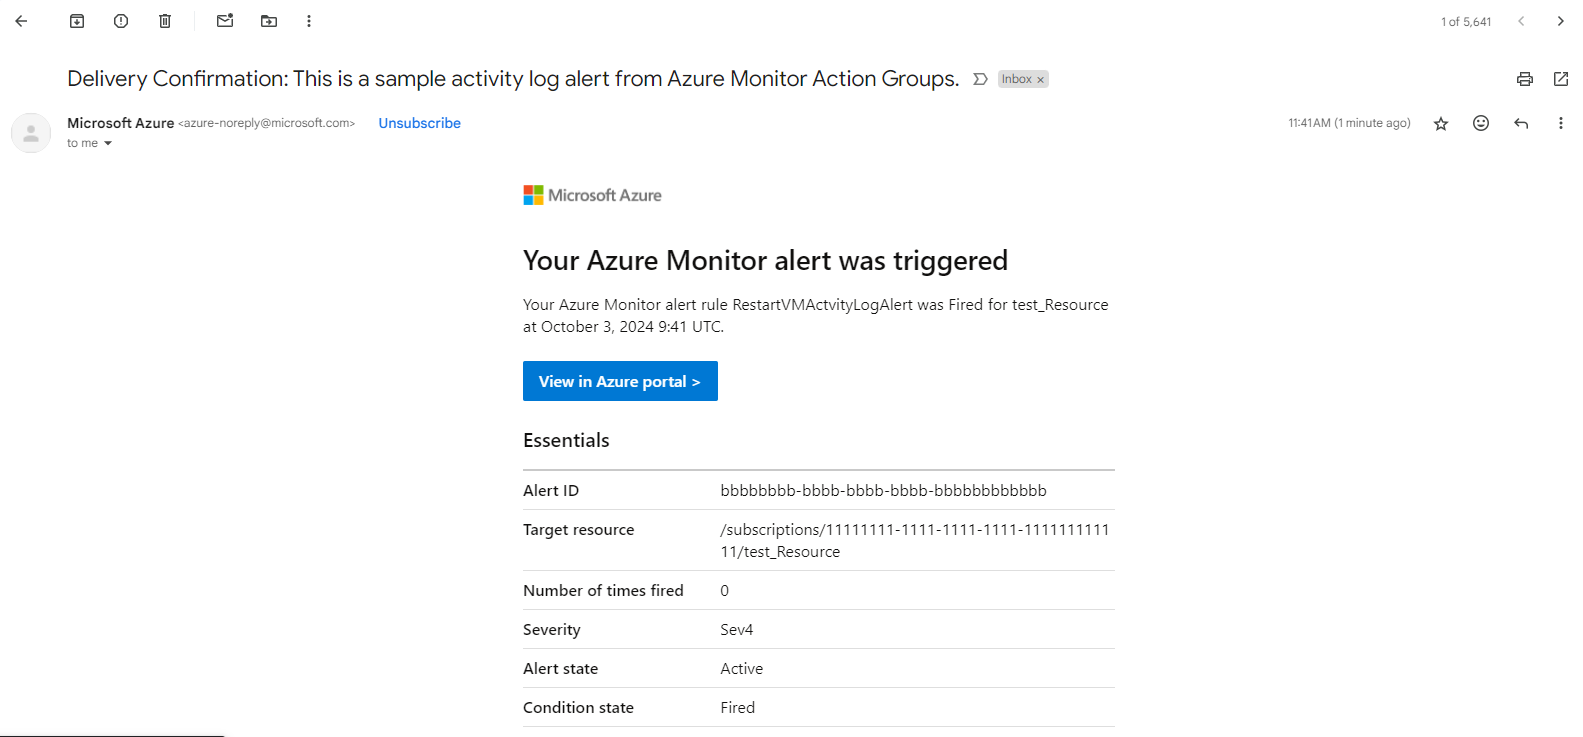 1 of 5,641
Delivery Confirmation: This is a sample activity log alert from Azure Monitor Action Groups.
Inbox ×
Microsoft Azure <azure-noreply@microsoft.com> Unsubscribe
11:41 AM (1 minute ago)
to me
Microsoft Azure
Your Azure Monitor alert was triggered
Your Azure Monitor alert rule RestartVMActvityLogAlert was Fired for test_Resource
at October 3, 2024 9:41 UTC.
View in Azure portal >
Essentials
Alert ID bbbbbbbb-bbbb-bbbb-bbbb-bbbbbbbbbbbb
Target resource /subscriptions/11111111-1111-1111-1111-1111111111
11/test_Resource
Number of times fired 0
Severity Sev4
Alert state Active
Condition state Fired